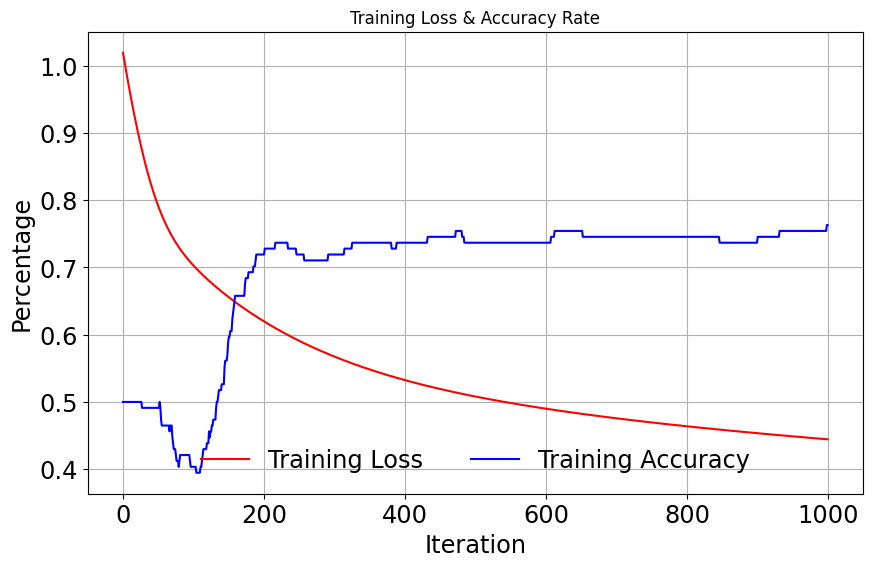 Training Loss & Accuracy Rate
1.0
0.9
0.8
0.7
0.6
0.5
0.4
Percentage
Training Loss Training Accuracy
0 200 400 600 800 1000
Iteration